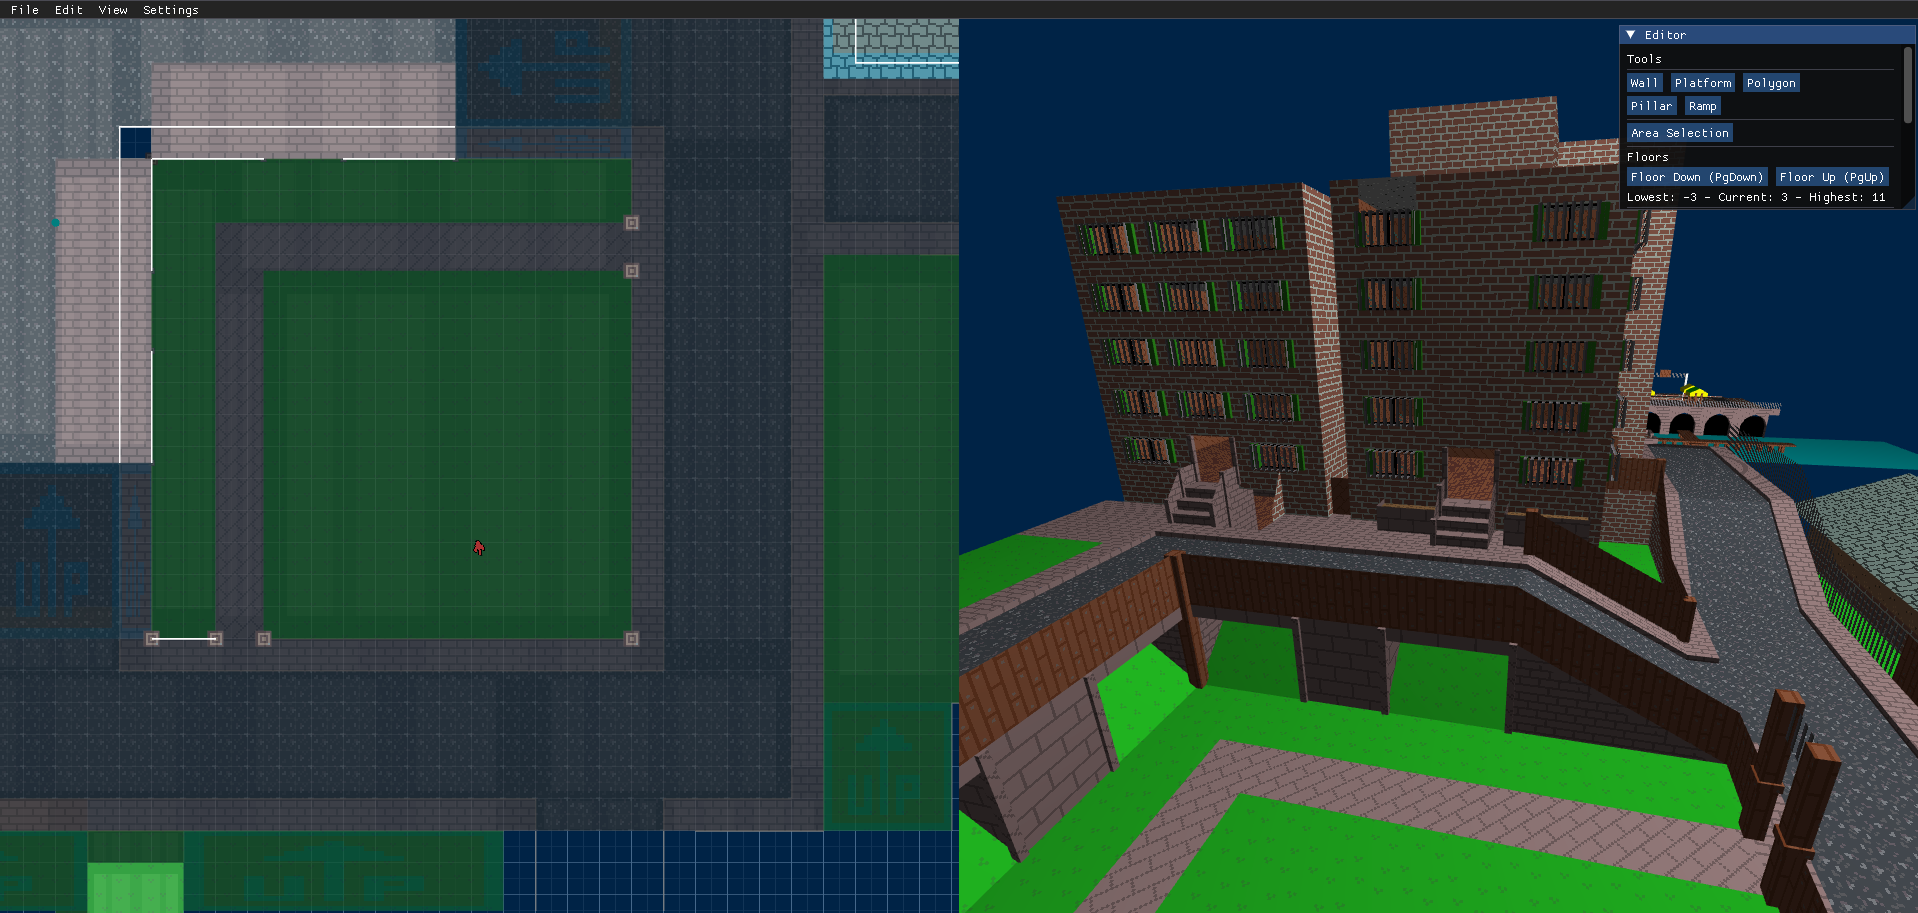 File Edit View Settings
Editor
Tools
Wall Platform Polygon
Pillar Ramp
Area Selection
Floors
Floor Down (PgDown) Floor Up (PgUp)
Lowest: -3 - Current: 3 - Highest: 11
UP
UP
UP
UP